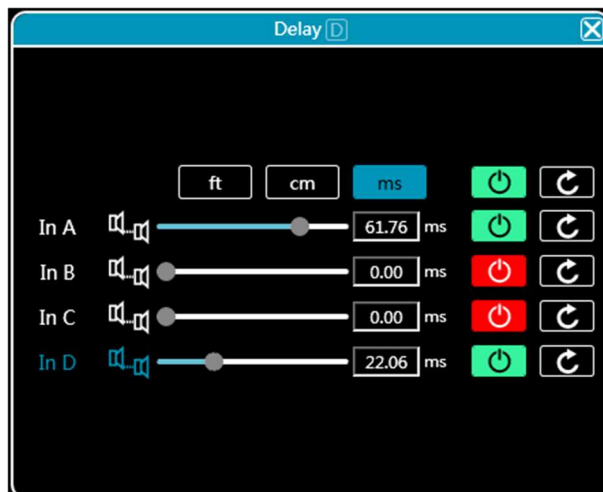 Delay D
ft cm ms
In A 61.76 ms
In B 0.00 ms
In C 0.00 ms
In D 22.06 ms